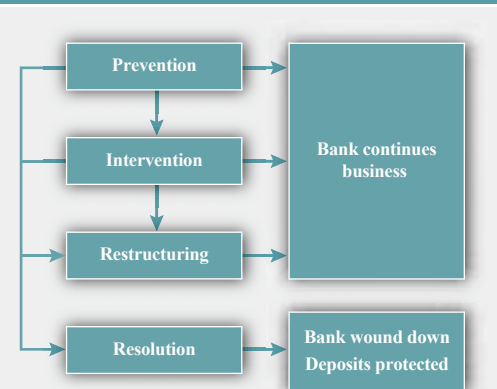 Prevention
Intervention
Bank continues
business
Restructuring
Resolution
Bank wound down
Deposits protected